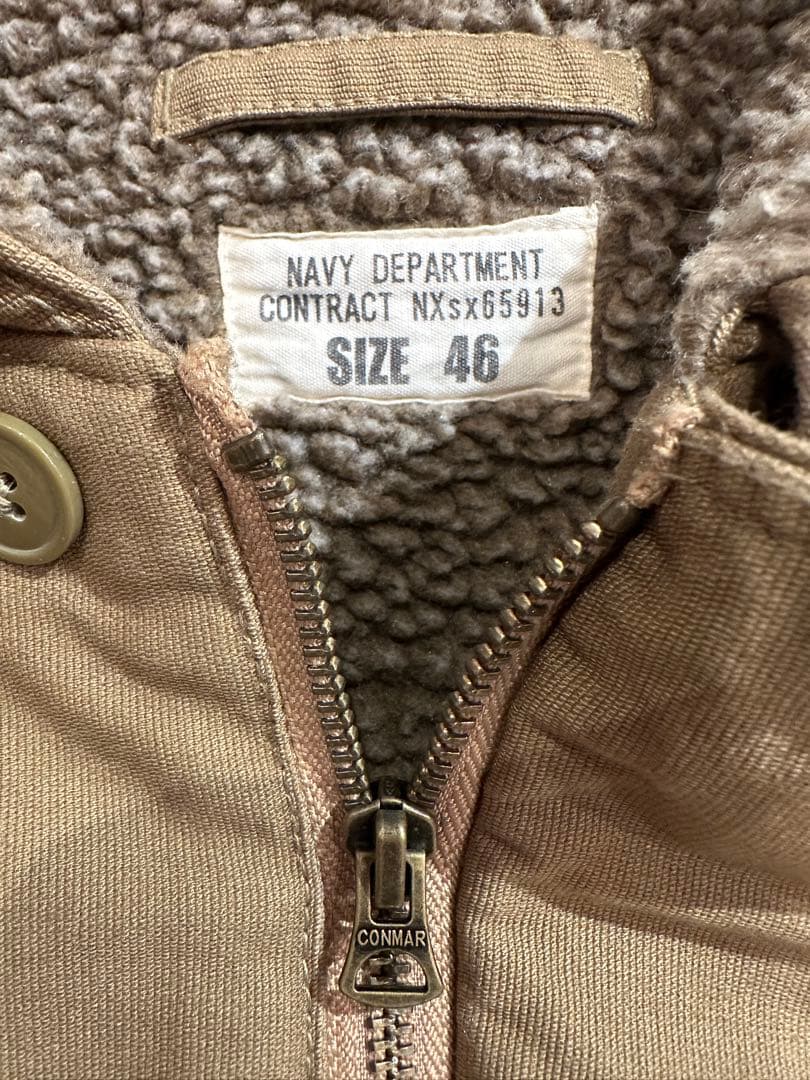 NAVY DEPARTMENT
CONTRACT NXsx65913
SIZE 46
CONMAR